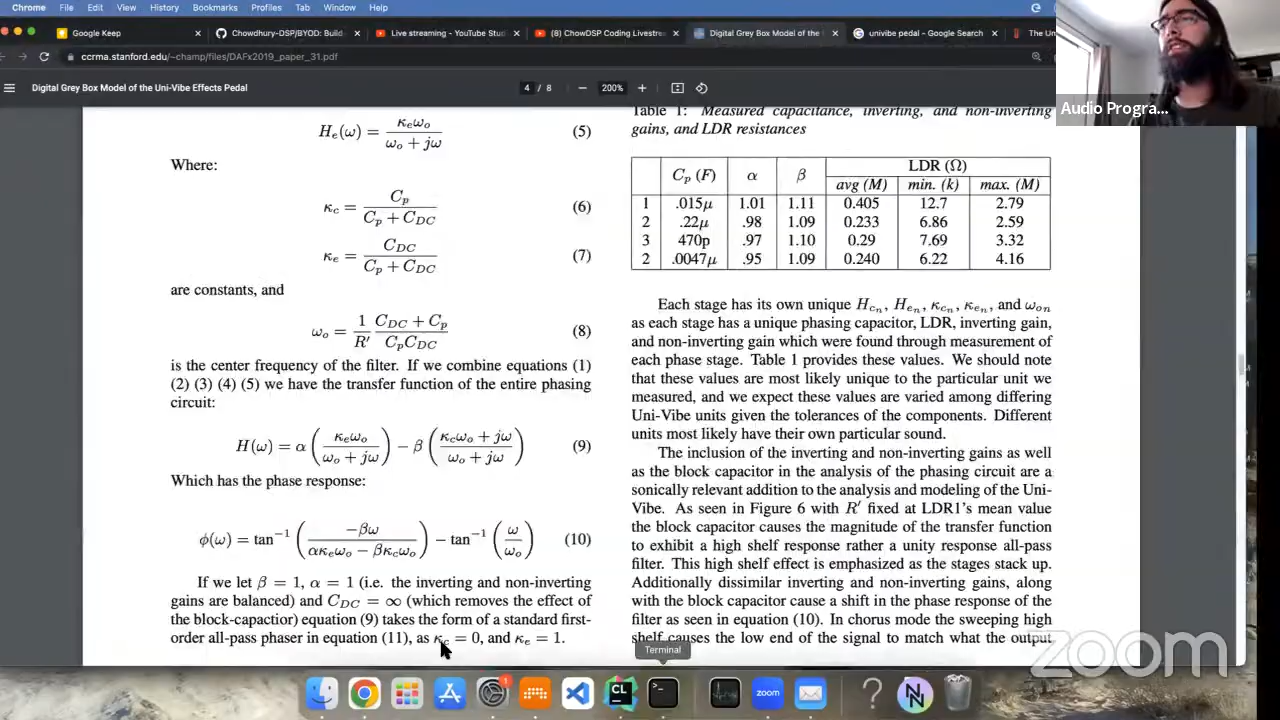 Chrome File Edit View History Bookmarks Profiles Tab Window Help
Google Keep
Chowdhury-DSP/BYOD: Build
Live streaming - YouTube Stu
(5) ChowDSP Coding Livestre
Digital Grey Box Model of the
univibe pedal - Google Search
The Un
ccrma.stanford.edu/~champ/files/DAFx2019_paper_31.pdf
Digital Grey Box Model of the Uni-Vibe Effects Pedal
4 / 8
200%
Audio Progra...
H_e(ω) = κ_eω_o / (ω_o + jω) (5)
Where:
κ_c = C_p / (C_p + C_DC) (6)
κ_e = C_DC / (C_p + C_DC) (7)
are constants, and
ω_o = (1 / R′) (C_DC + C_p) / (C_pC_DC) (8)
is the center frequency of the filter. If we combine equations (1)
(2) (3) (4) (5) we have the transfer function of the entire phasing
circuit:
H(ω) = α (κ_eω_o / (ω_o + jω)) − β ((κ_cω_o + jω) / (ω_o + jω)) (9)
Which has the phase response:
ϕ(ω) = tan⁻¹ (−βω / (ακ_eω_o − βκ_cω_o)) − tan⁻¹ (ω / ω_o) (10)
If we let β = 1, α = 1 (i.e. the inverting and non-inverting
gains are balanced) and C_DC = ∞ (which removes the effect of
the block-capactior) equation (9) takes the form of a standard first-
order all-pass phaser in equation (11), as κ_c = 0, and κ_e = 1.
Table 1: Measured capacitance, inverting, and non-inverting
gains, and LDR resistances
C_p (F) α β LDR (Ω)
avg (M) min. (k) max. (M)
1 .015µ 1.01 1.11 0.405 12.7 2.79
2 .22µ .98 1.09 0.233 6.86 2.59
3 470p .97 1.10 0.29 7.69 3.32
2 .0047µ .95 1.09 0.240 6.22 4.16
Each stage has its own unique H_cn, H_en, κ_cn, κ_en, and ω_on
as each stage has a unique phasing capacitor, LDR, inverting gain,
and non-inverting gain which were found through measurement of
each phase stage. Table 1 provides these values. We should note
that these values are most likely unique to the particular unit we
measured, and we expect these values are varied among differing
Uni-Vibe units given the tolerances of the components. Different
units most likely have their own particular sound.
The inclusion of the inverting and non-inverting gains as well
as the block capacitor in the analysis of the phasing circuit are a
sonically relevant addition to the analysis and modeling of the Uni-
Vibe. As seen in Figure 6 with R′ fixed at LDR1's mean value
the block capacitor causes the magnitude of the transfer function
to exhibit a high shelf response rather a unity response all-pass
filter. This high shelf effect is emphasized as the stages stack up.
Additionally dissimilar inverting and non-inverting gains, along
with the block capacitor cause a shift in the phase response of the
filter as seen in equation (10). In chorus mode the sweeping high
shelf causes the low end of the signal to match what the output
Terminal
zoom
zoom